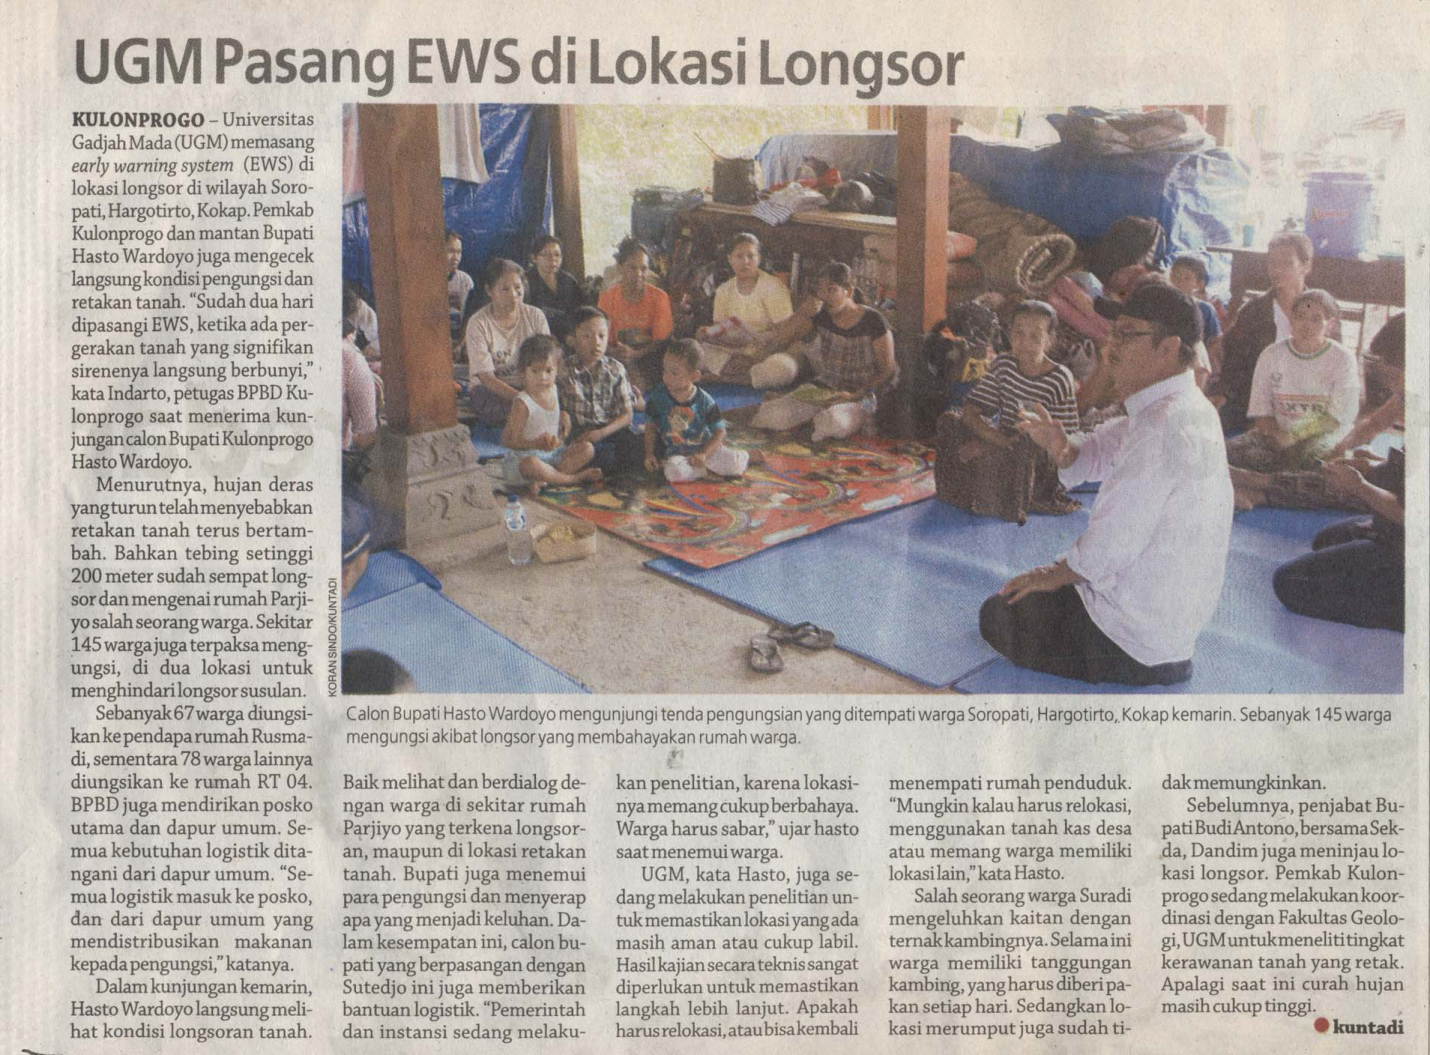 UGM Pasang EWS di Lokasi Longsor
KULONPROGO – Universitas
Gadjah Mada (UGM) memasang
early warning system (EWS) di
lokasi longsor di wilayah Soro-
pati, Hargotirto, Kokap. Pemkab
Kulonprogo dan mantan Bupati
Hasto Wardoyo juga mengecek
langsung kondisi pengungsi dan
retakan tanah. “Sudah dua hari
dipasangi EWS, ketika ada per-
gerakan tanah yang signifikan
sirenenya langsung berbunyi,”
kata Indarto, petugas BPBD Ku-
lonprogo saat menerima kun-
jungan calon Bupati Kulonprogo
Hasto Wardoyo.
Menurutnya, hujan deras
yang turun telah menyebabkan
retakan tanah terus bertam-
bah. Bahkan tebing setinggi
200 meter sudah sempat long-
sor dan mengenai rumah Parji-
yo salah seorang warga. Sekitar
145 warga juga terpaksa meng-
ungsi, di dua lokasi untuk
menghindari longsor susulan.
Sebanyak 67 warga diungsi-
kan ke pendapa rumah Rusma-
di, sementara 78 warga lainnya
diungsikan ke rumah RT 04.
BPBD juga mendirikan posko
utama dan dapur umum. Se-
mua kebutuhan logistik dita-
ngani dari dapur umum. “Se-
mua logistik masuk ke posko,
dan dari dapur umum yang
mendistribusikan makanan
kepada pengungsi,” katanya.
Dalam kunjungan kemarin,
Hasto Wardoyo langsung meli-
hat kondisi longsoran tanah.
KORAN SINDO/KUNTADI
Calon Bupati Hasto Wardoyo mengunjungi tenda pengungsian yang ditempati warga Soropati, Hargotirto, Kokap kemarin. Sebanyak 145 warga
mengungsi akibat longsor yang membahayakan rumah warga.
Baik melihat dan berdialog de-
ngan warga di sekitar rumah
Parjiyo yang terkena longsor-
an, maupun di lokasi retakan
tanah. Bupati juga menemui
para pengungsi dan menyerap
apa yang menjadi keluhan. Da-
lam kesempatan ini, calon bu-
pati yang berpasangan dengan
Sutedjo ini juga memberikan
bantuan logistik. “Pemerintah
dan instansi sedang melaku-
kan penelitian, karena lokasi-
nya memang cukup berbahaya.
Warga harus sabar,” ujar hasto
saat menemui warga.
UGM, kata Hasto, juga se-
dang melakukan penelitian un-
tuk memastikan lokasi yang ada
masih aman atau cukup labil.
Hasil kajian secara teknis sangat
diperlukan untuk memastikan
langkah lebih lanjut. Apakah
harus relokasi, atau bisa kembali
menempati rumah penduduk.
“Mungkin kalau harus relokasi,
menggunakan tanah kas desa
atau memang warga memiliki
lokasi lain,” kata Hasto.
Salah seorang warga Suradi
mengeluhkan kaitan dengan
ternak kambingnya. Selama ini
warga memiliki tanggungan
kambing, yang harus diberi pa-
kan setiap hari. Sedangkan lo-
kasi merumput juga sudah ti-
dak memungkinkan.
Sebelumnya, penjabat Bu-
pati Budi Antono, bersama Sek-
da, Dandim juga meninjau lo-
kasi longsor. Pemkab Kulon-
progo sedang melakukan koor-
dinasi dengan Fakultas Geolo-
gi, UGM untuk meneliti tingkat
kerawanan tanah yang retak.
Apalagi saat ini curah hujan
masih cukup tinggi.
kuntadi